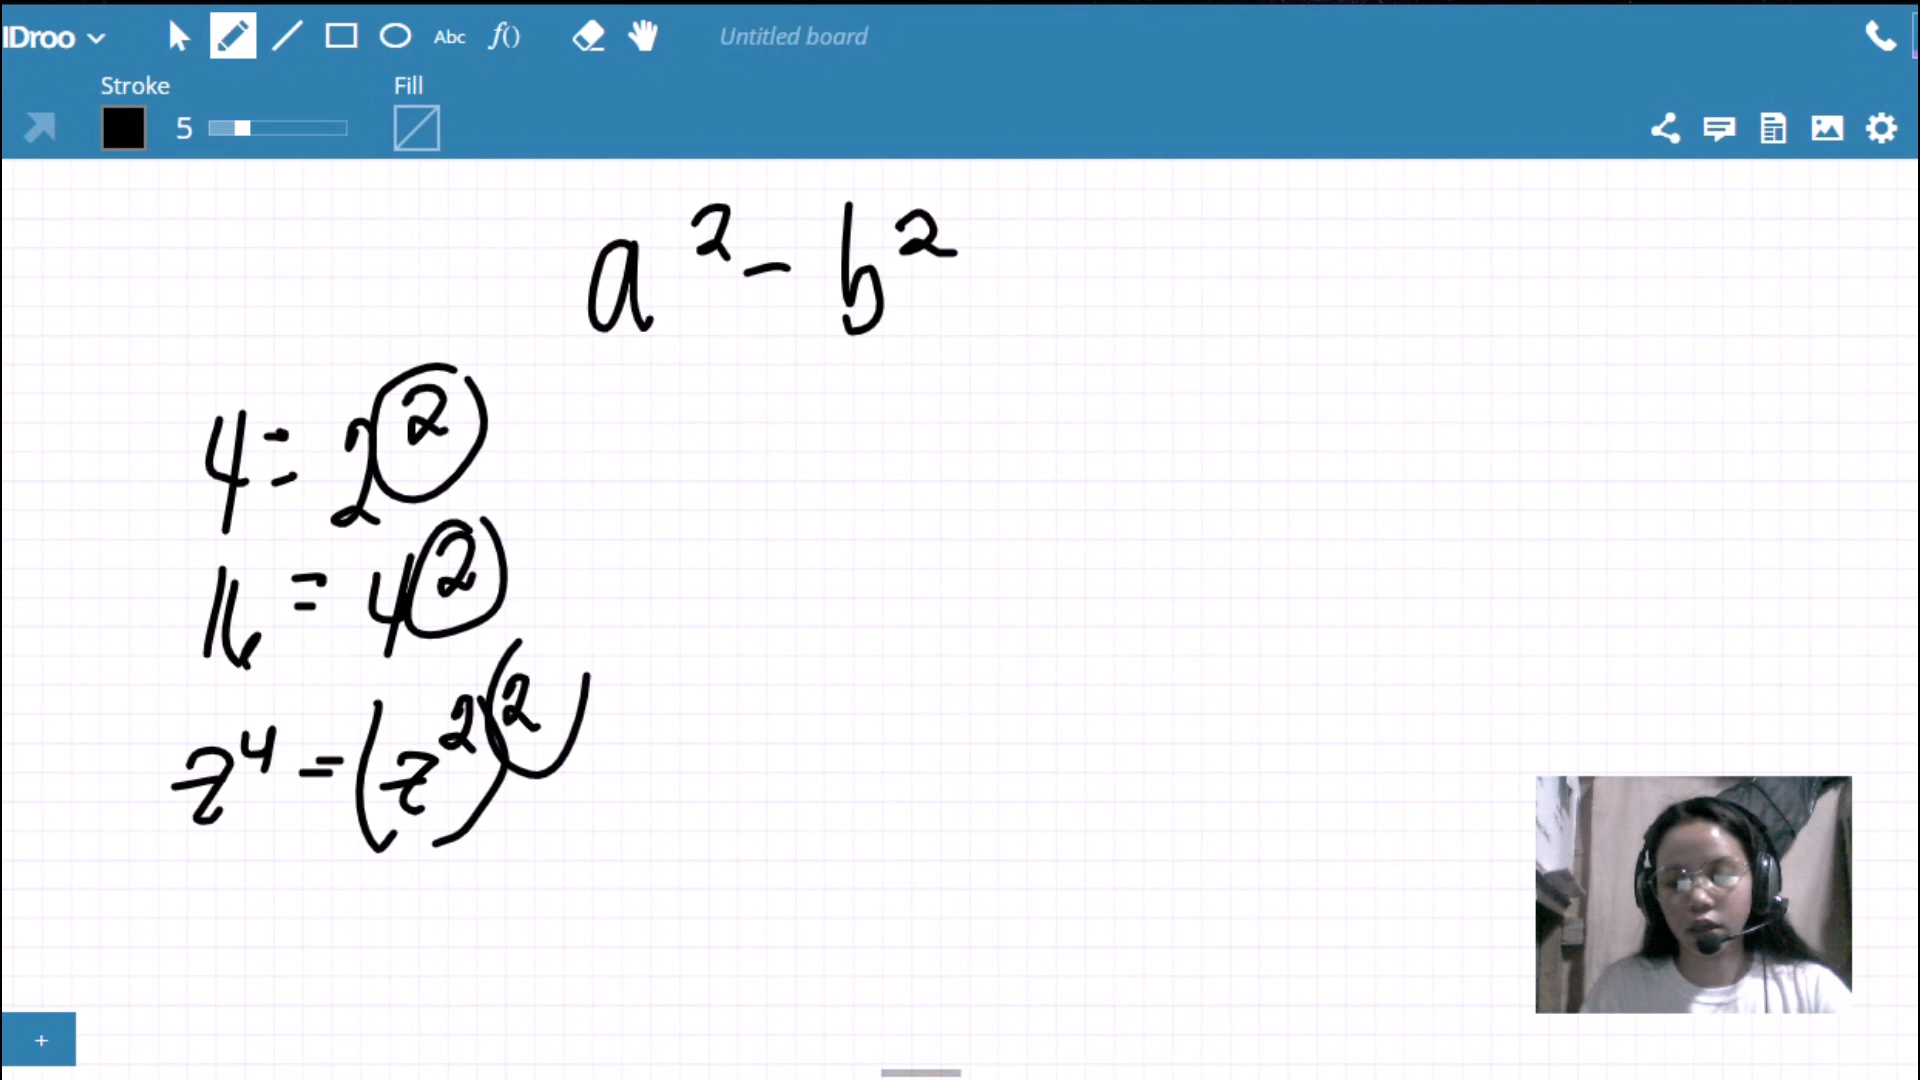 IDroo Abc f() Untitled board
Stroke Fill
5
a² - b²
4 = 2²
16 = 4²
z⁴ = (z²)²
+